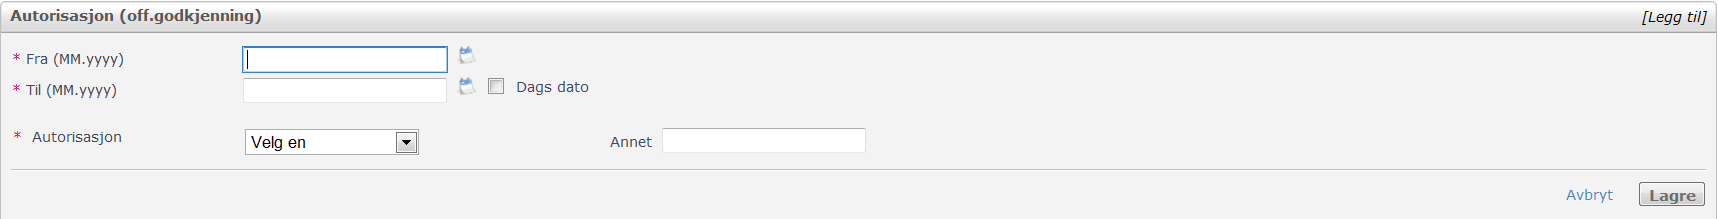 Autorisasjon (off.godkjenning) [Legg til]
* Fra (MM.yyyy)
* Til (MM.yyyy) Dags dato
* Autorisasjon Velg en Annet
Avbryt Lagre